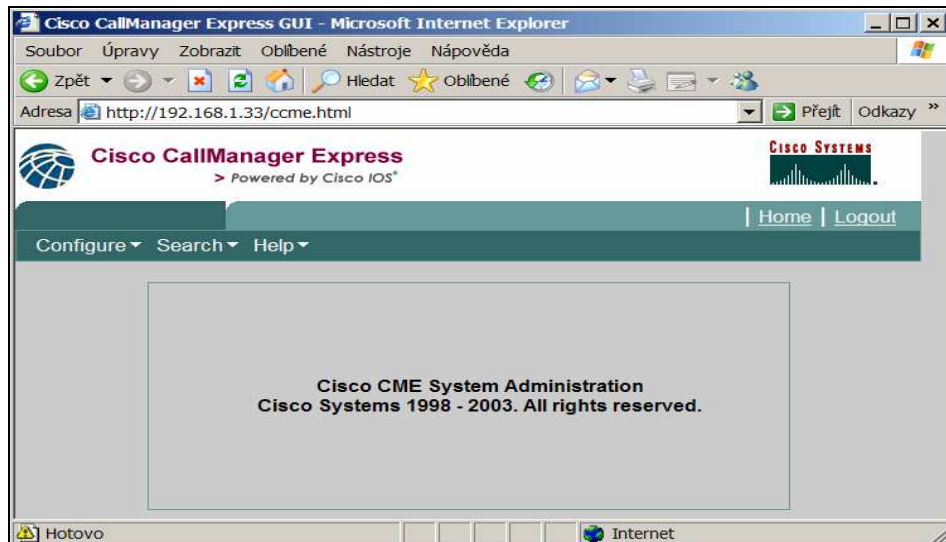 Cisco CallManager Express GUI - Microsoft Internet Explorer
Soubor Úpravy Zobrazit Oblíbené Nástroje Nápověda
Zpět Hledat Oblíbené
Adresa http://192.168.1.33/ccme.html Přejít Odkazy »
Cisco CallManager Express
> Powered by Cisco IOS®
CISCO SYSTEMS
| Home | Logout
Configure Search Help
Cisco CME System Administration
Cisco Systems 1998 - 2003. All rights reserved.
Hotovo Internet